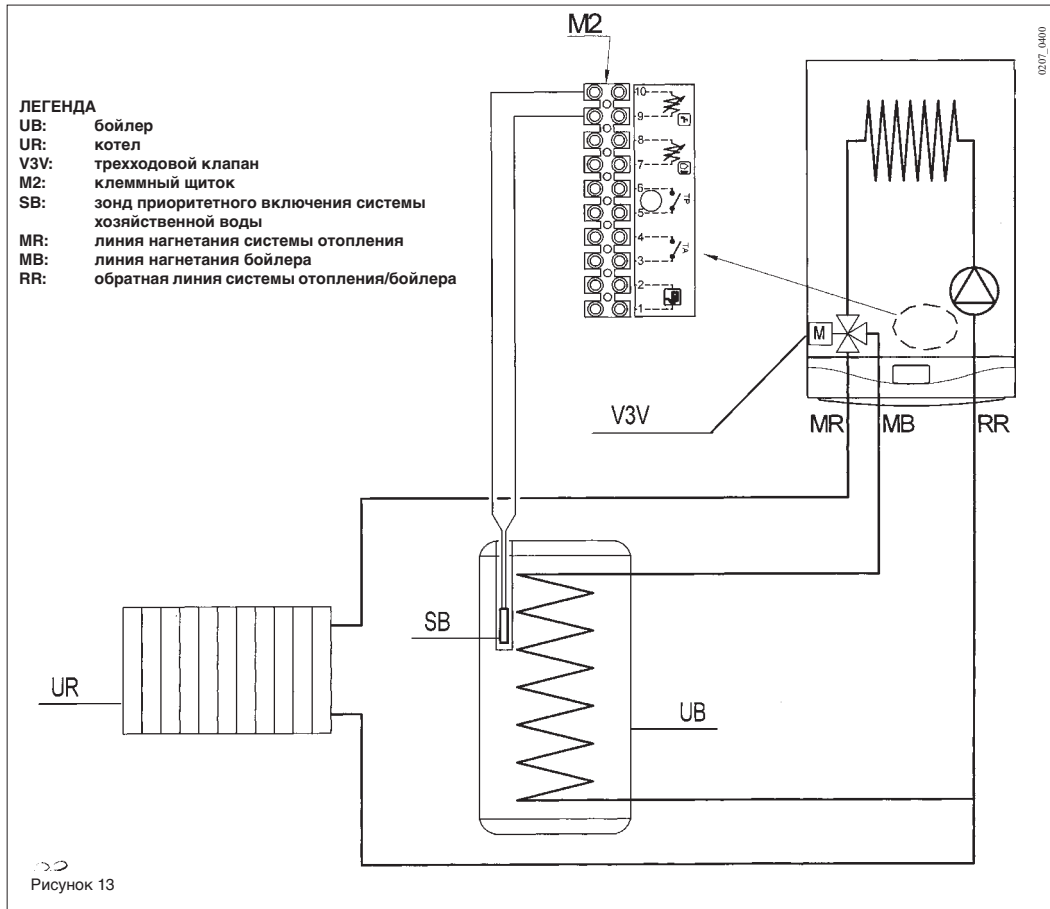 M2
0207_0400
ЛЕГЕНДА
UB: бойлер
UR: котел
V3V: трехходовой клапан
M2: клеммный щиток
SB: зонд приоритетного включения системы
хозяйственной воды
MR: линия нагнетания системы отопления
MB: линия нагнетания бойлера
RR: обратная линия системы отопления/бойлера
10
9
8
7
6
TP
5
4
TA
3
2
1
M
V3V
MR MB RR
SB
UR
UB
Рисунок 13